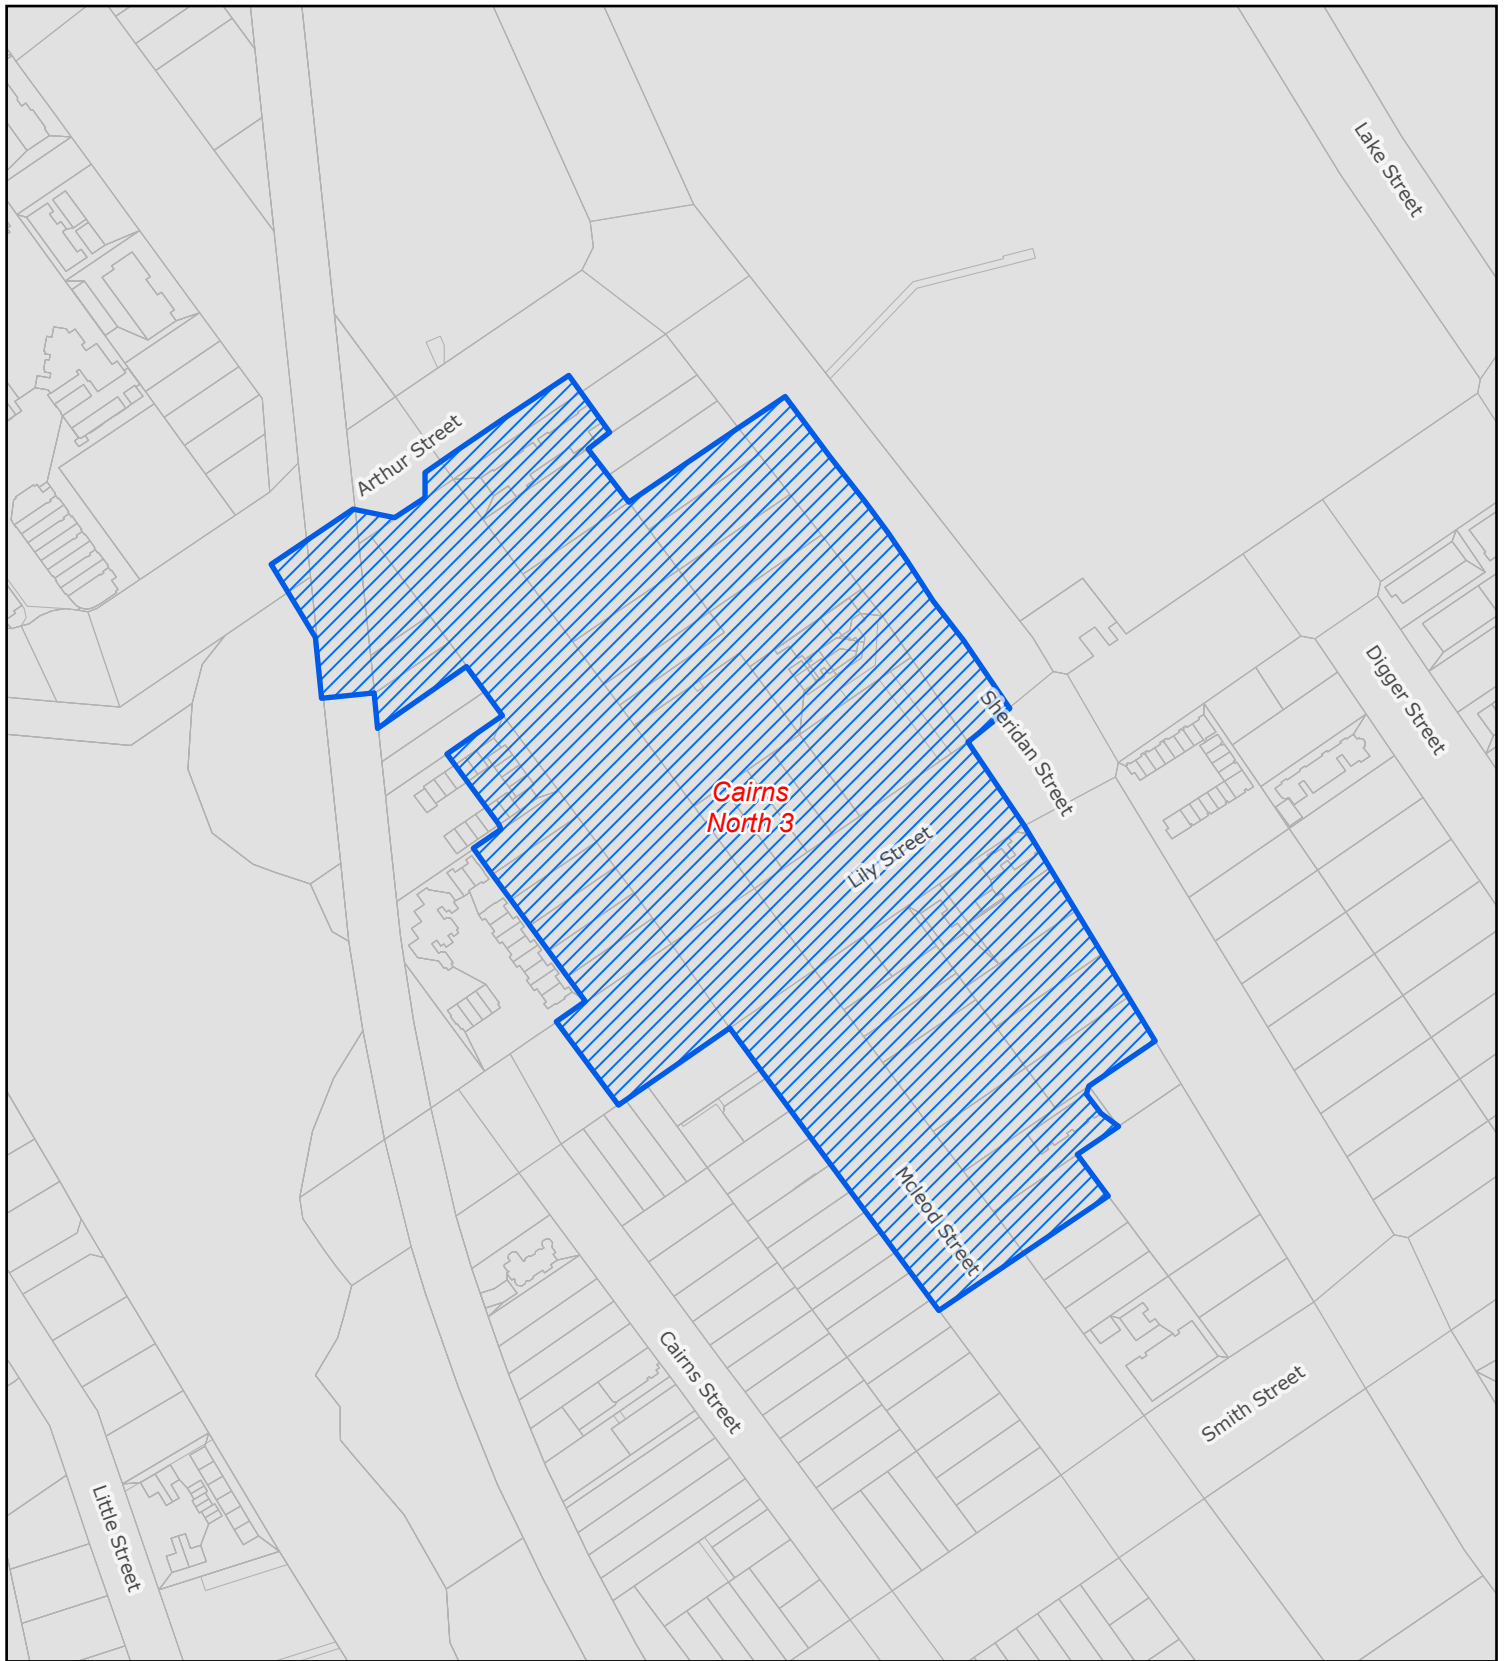 Lake Street
Arthur Street
Digger Street
Sheridan Street
Cairns
North 3
Lily Street
Mcleod Street
Cairns Street
Smith Street
Little Street